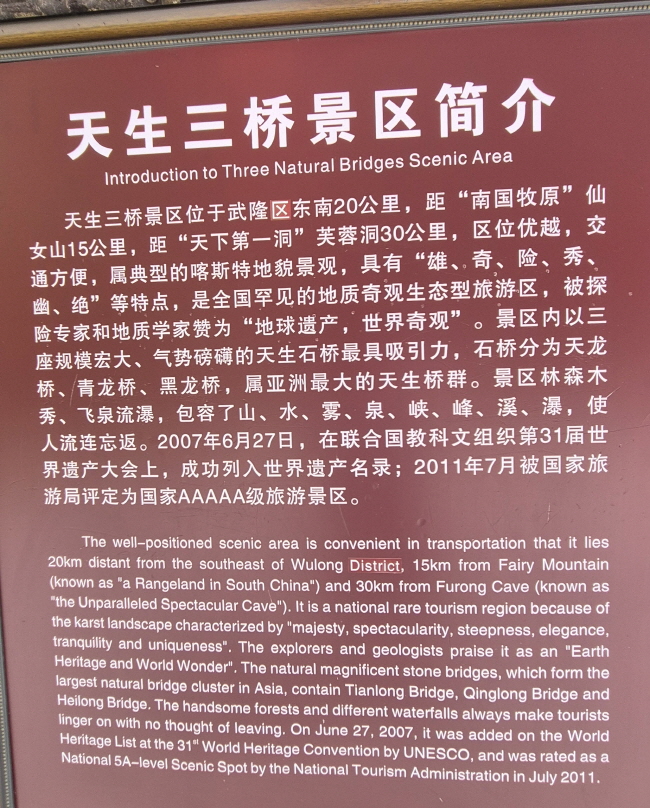 天生三桥景区简介
Introduction to Three Natural Bridges Scenic Area
天生三桥景区位于武隆区东南20公里，距“南国牧原”仙
女山15公里，距“天下第一洞”芙蓉洞30公里，区位优越，交
通方便，属典型的喀斯特地貌景观，具有“雄、奇、险、秀、
幽、绝”等特点，是全国罕见的地质奇观生态型旅游区，被探
险专家和地质学家赞为“地球遗产，世界奇观”。景区内以三
座规模宏大、气势磅礴的天生石桥最具吸引力，石桥分为天龙
桥、青龙桥、黑龙桥，属亚洲最大的天生桥群。景区林森木
秀、飞泉流瀑，包容了山、水、雾、泉、峡、峰、溪、瀑，使
人流连忘返。2007年6月27日，在联合国教科文组织第31届世
界遗产大会上，成功列入世界遗产名录；2011年7月被国家旅
游局评定为国家AAAAA级旅游景区。
The well-positioned scenic area is convenient in transportation that it lies
20km distant from the southeast of Wulong District, 15km from Fairy Mountain
(known as "a Rangeland in South China") and 30km from Furong Cave (known as
"the Unparalleled Spectacular Cave"). It is a national rare tourism region because of
the karst landscape characterized by "majesty, spectacularity, steepness, elegance,
tranquility and uniqueness". The explorers and geologists praise it as an "Earth
Heritage and World Wonder". The natural magnificent stone bridges, which form the
largest natural bridge cluster in Asia, contain Tianlong Bridge, Qinglong Bridge and
Heilong Bridge. The handsome forests and different waterfalls always make tourists
linger on with no thought of leaving. On June 27, 2007, it was added on the World
Heritage List at the 31st World Heritage Convention by UNESCO, and was rated as a
National 5A-level Scenic Spot by the National Tourism Administration in July 2011.